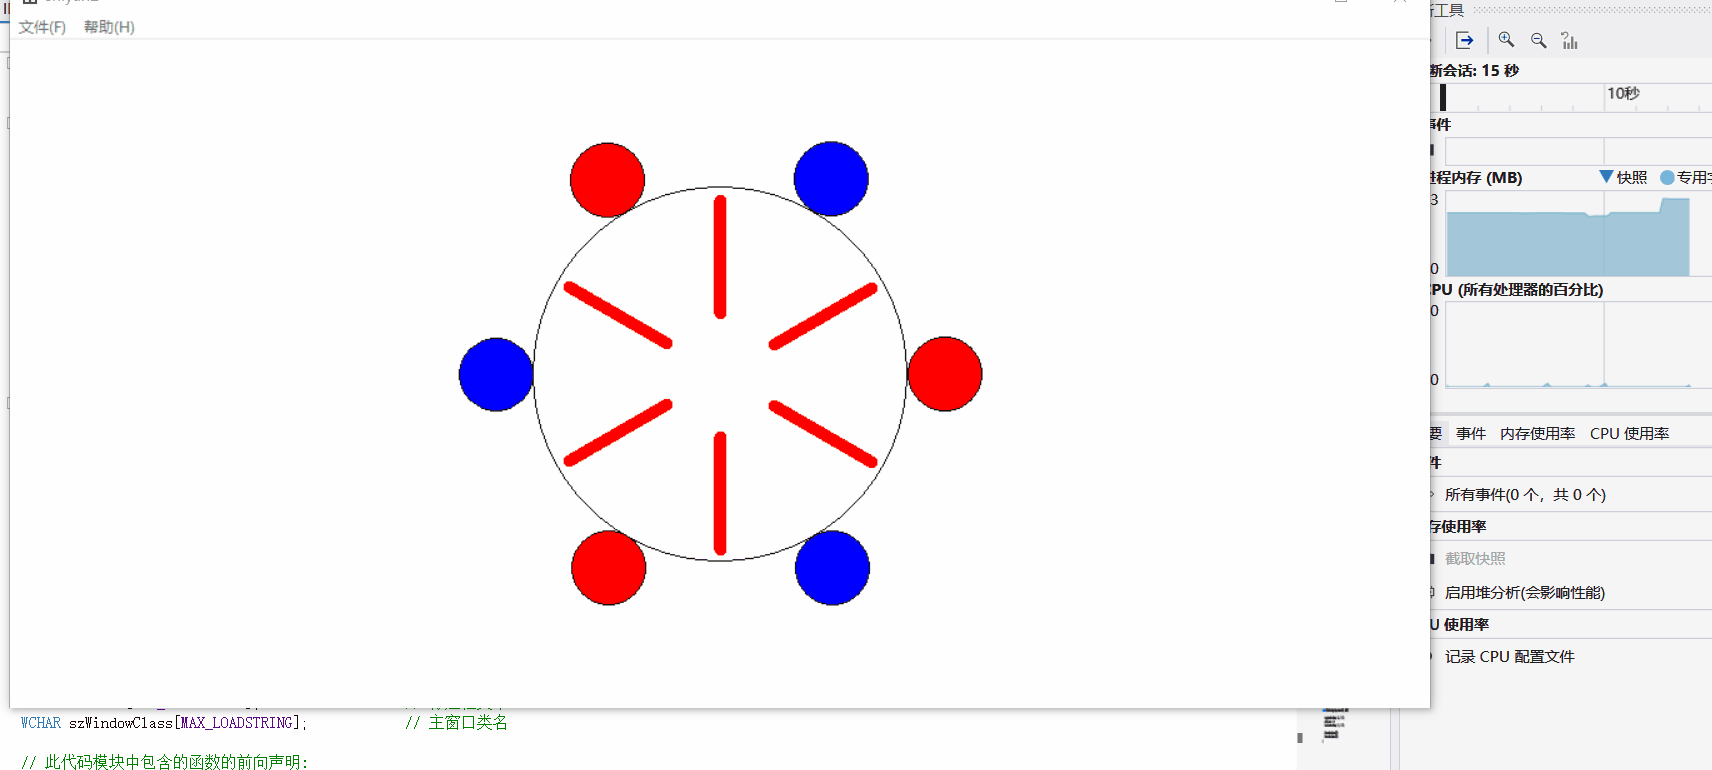 文件(F) 帮助(H)
工具
断会话: 15 秒
10秒
事件
进程内存 (MB)
快照
专用字
3
0
CPU (所有处理器的百分比)
0
0
要 事件 内存使用率 CPU 使用率
件
所有事件(0 个，共 0 个)
存使用率
截取快照
启用堆分析(会影响性能)
U 使用率
记录 CPU 配置文件
WCHAR szWindowClass[MAX_LOADSTRING]; // 主窗口类名
// 此代码模块中包含的函数的前向声明: